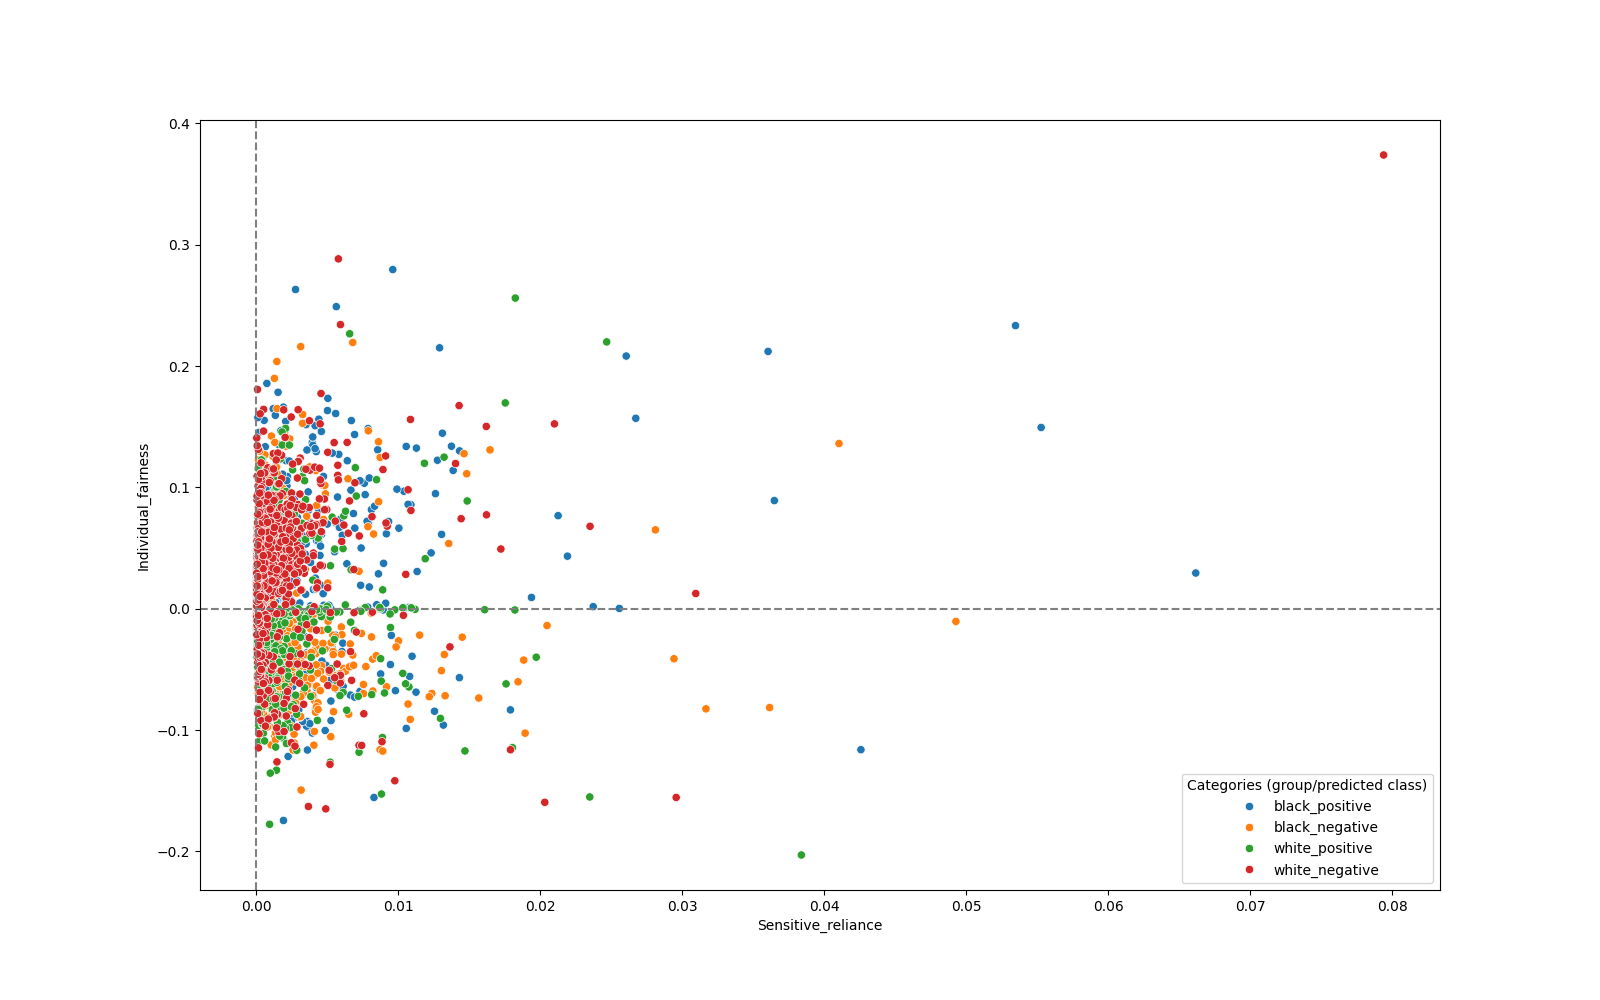 0.4
0.3
0.2
0.1
0.0
−0.1
−0.2
Individual_fairness
0.00 0.01 0.02 0.03 0.04 0.05 0.06 0.07 0.08
Sensitive_reliance
Categories (group/predicted class)
black_positive
black_negative
white_positive
white_negative